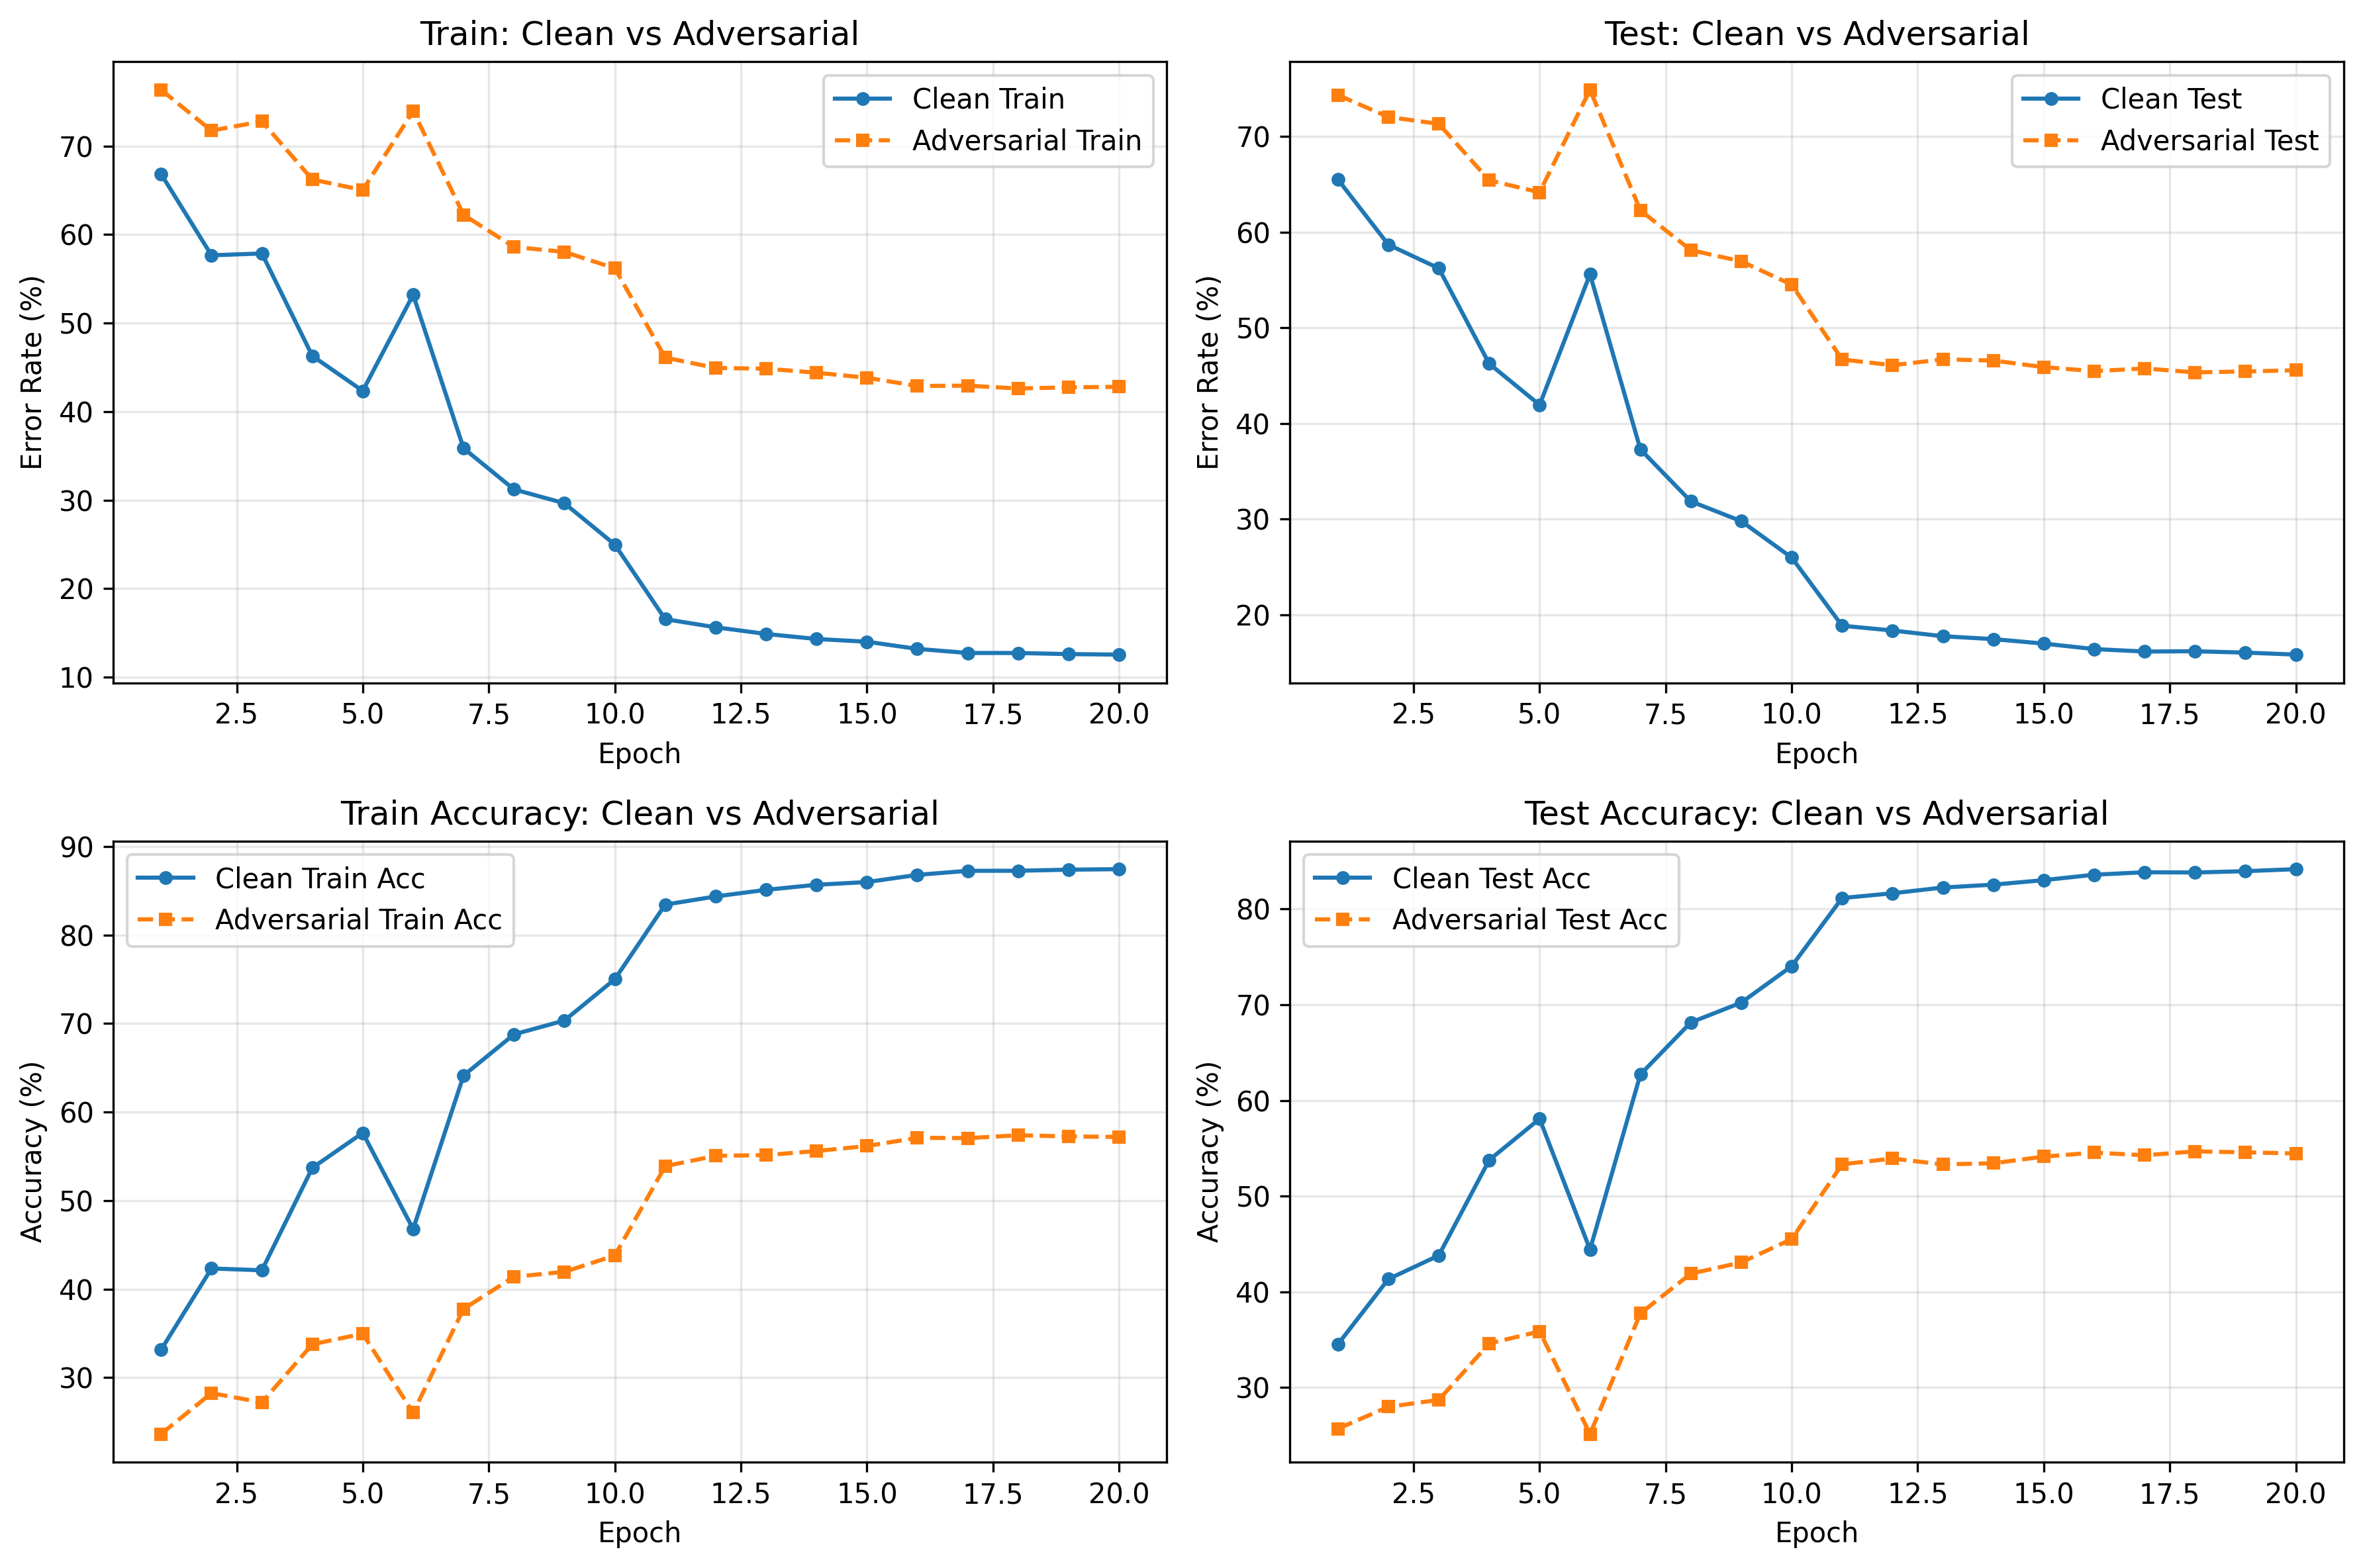 Train: Clean vs Adversarial
Clean Train
Adversarial Train
Error Rate (%)
70
60
50
40
30
20
10
2.5 5.0 7.5 10.0 12.5 15.0 17.5 20.0
Epoch
Test: Clean vs Adversarial
Clean Test
Adversarial Test
Error Rate (%)
70
60
50
40
30
20
2.5 5.0 7.5 10.0 12.5 15.0 17.5 20.0
Epoch
Train Accuracy: Clean vs Adversarial
Clean Train Acc
Adversarial Train Acc
Accuracy (%)
90
80
70
60
50
40
30
2.5 5.0 7.5 10.0 12.5 15.0 17.5 20.0
Epoch
Test Accuracy: Clean vs Adversarial
Clean Test Acc
Adversarial Test Acc
Accuracy (%)
80
70
60
50
40
30
2.5 5.0 7.5 10.0 12.5 15.0 17.5 20.0
Epoch